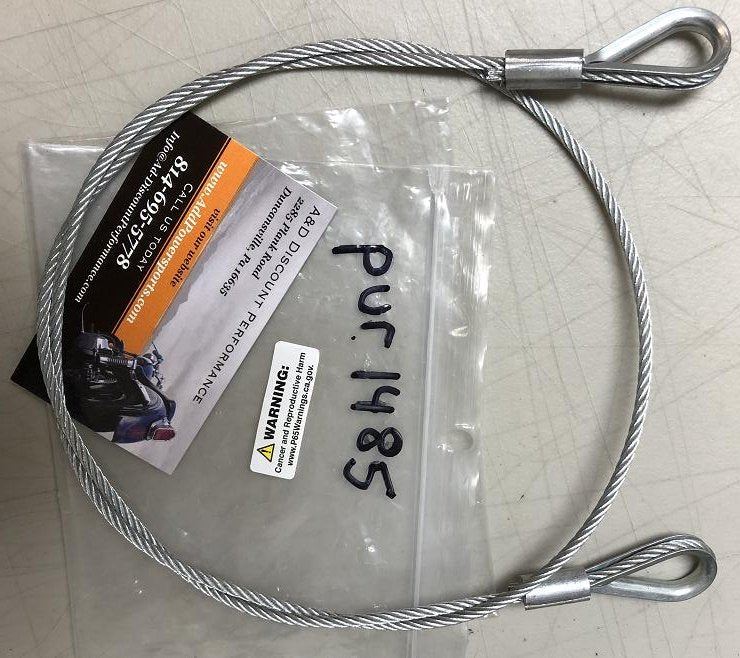 A&D DISCOUNT PERFORMANCE
2285 Plank Road
Duncansville, Pa 16635
visit our website
www.AddPowersports.com
CALL US TODAY
814-695-5778
Info@Ad-DiscountPerformance.com
WARNING:
Cancer and Reproductive Harm
www.P65Warnings.ca.gov.
pur. 1485